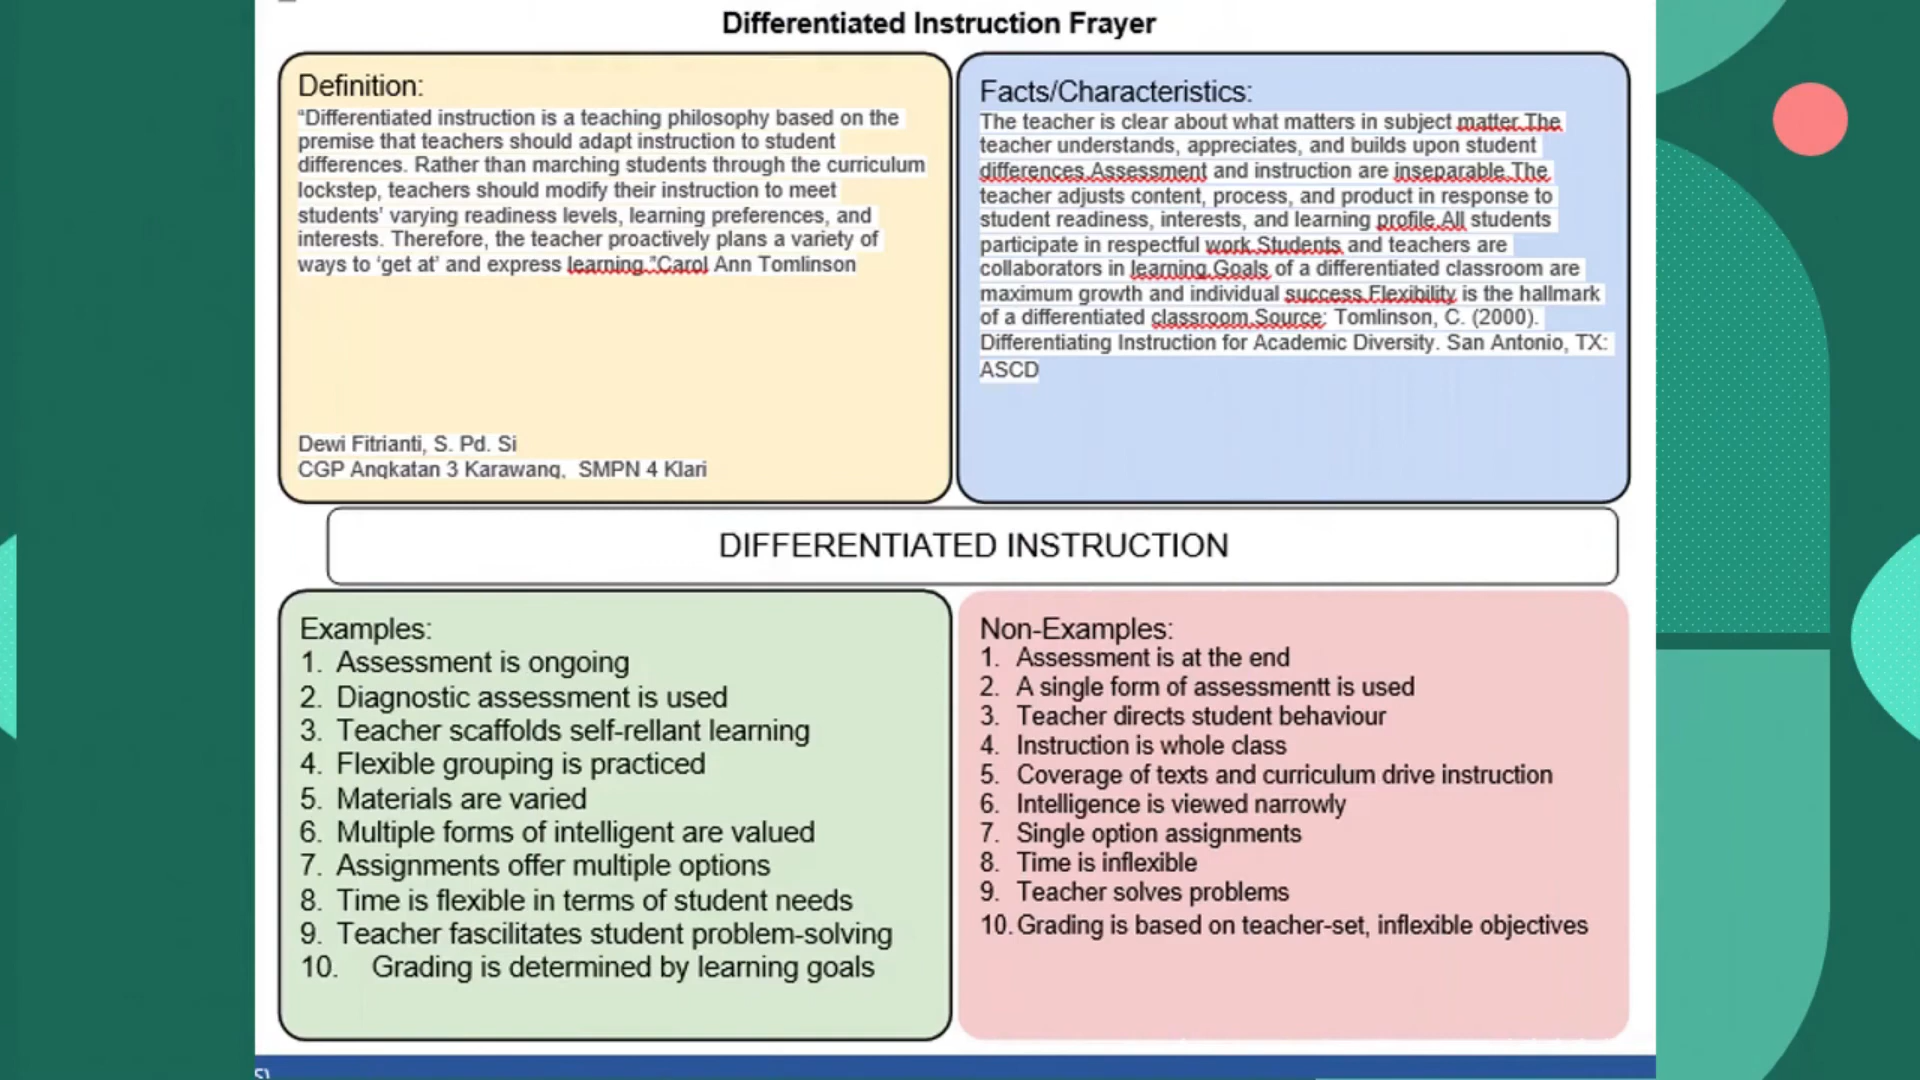 Differentiated Instruction Frayer
Definition:
“Differentiated instruction is a teaching philosophy based on the
premise that teachers should adapt instruction to student
differences. Rather than marching students through the curriculum
lockstep, teachers should modify their instruction to meet
students’ varying readiness levels, learning preferences, and
interests. Therefore, the teacher proactively plans a variety of
ways to ‘get at’ and express learning.”Carol Ann Tomlinson
Dewi Fitrianti, S. Pd. Si
CGP Angkatan 3 Karawang, SMPN 4 Klari
Facts/Characteristics:
The teacher is clear about what matters in subject matter.The
teacher understands, appreciates, and builds upon student
differences.Assessment and instruction are inseparable.The
teacher adjusts content, process, and product in response to
student readiness, interests, and learning profile.All students
participate in respectful work.Students and teachers are
collaborators in learning.Goals of a differentiated classroom are
maximum growth and individual success.Flexibility is the hallmark
of a differentiated classroom.Source: Tomlinson, C. (2000).
Differentiating Instruction for Academic Diversity. San Antonio, TX:
ASCD
DIFFERENTIATED INSTRUCTION
Examples:
1. Assessment is ongoing
2. Diagnostic assessment is used
3. Teacher scaffolds self-rellant learning
4. Flexible grouping is practiced
5. Materials are varied
6. Multiple forms of intelligent are valued
7. Assignments offer multiple options
8. Time is flexible in terms of student needs
9. Teacher fascilitates student problem-solving
10. Grading is determined by learning goals
Non-Examples:
1. Assessment is at the end
2. A single form of assessmentt is used
3. Teacher directs student behaviour
4. Instruction is whole class
5. Coverage of texts and curriculum drive instruction
6. Intelligence is viewed narrowly
7. Single option assignments
8. Time is inflexible
9. Teacher solves problems
10. Grading is based on teacher-set, inflexible objectives